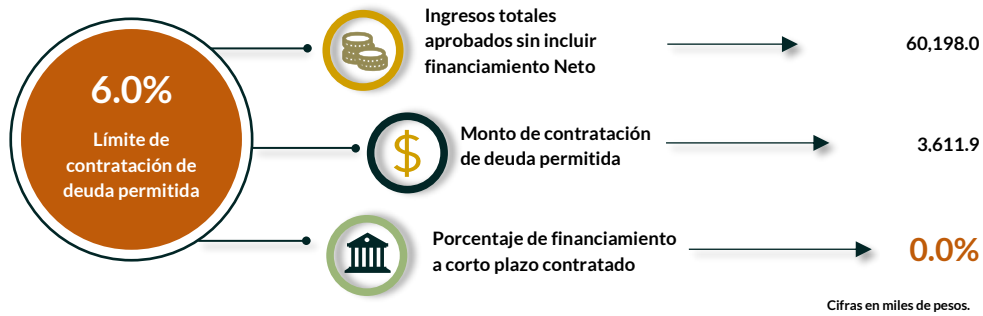 6.0%
Límite de
contratación de
deuda permitida
Ingresos totales
aprobados sin incluir
financiamiento Neto
60,198.0
$
Monto de contratación
de deuda permitida
3,611.9
Porcentaje de financiamiento
a corto plazo contratado
0.0%
Cifras en miles de pesos.